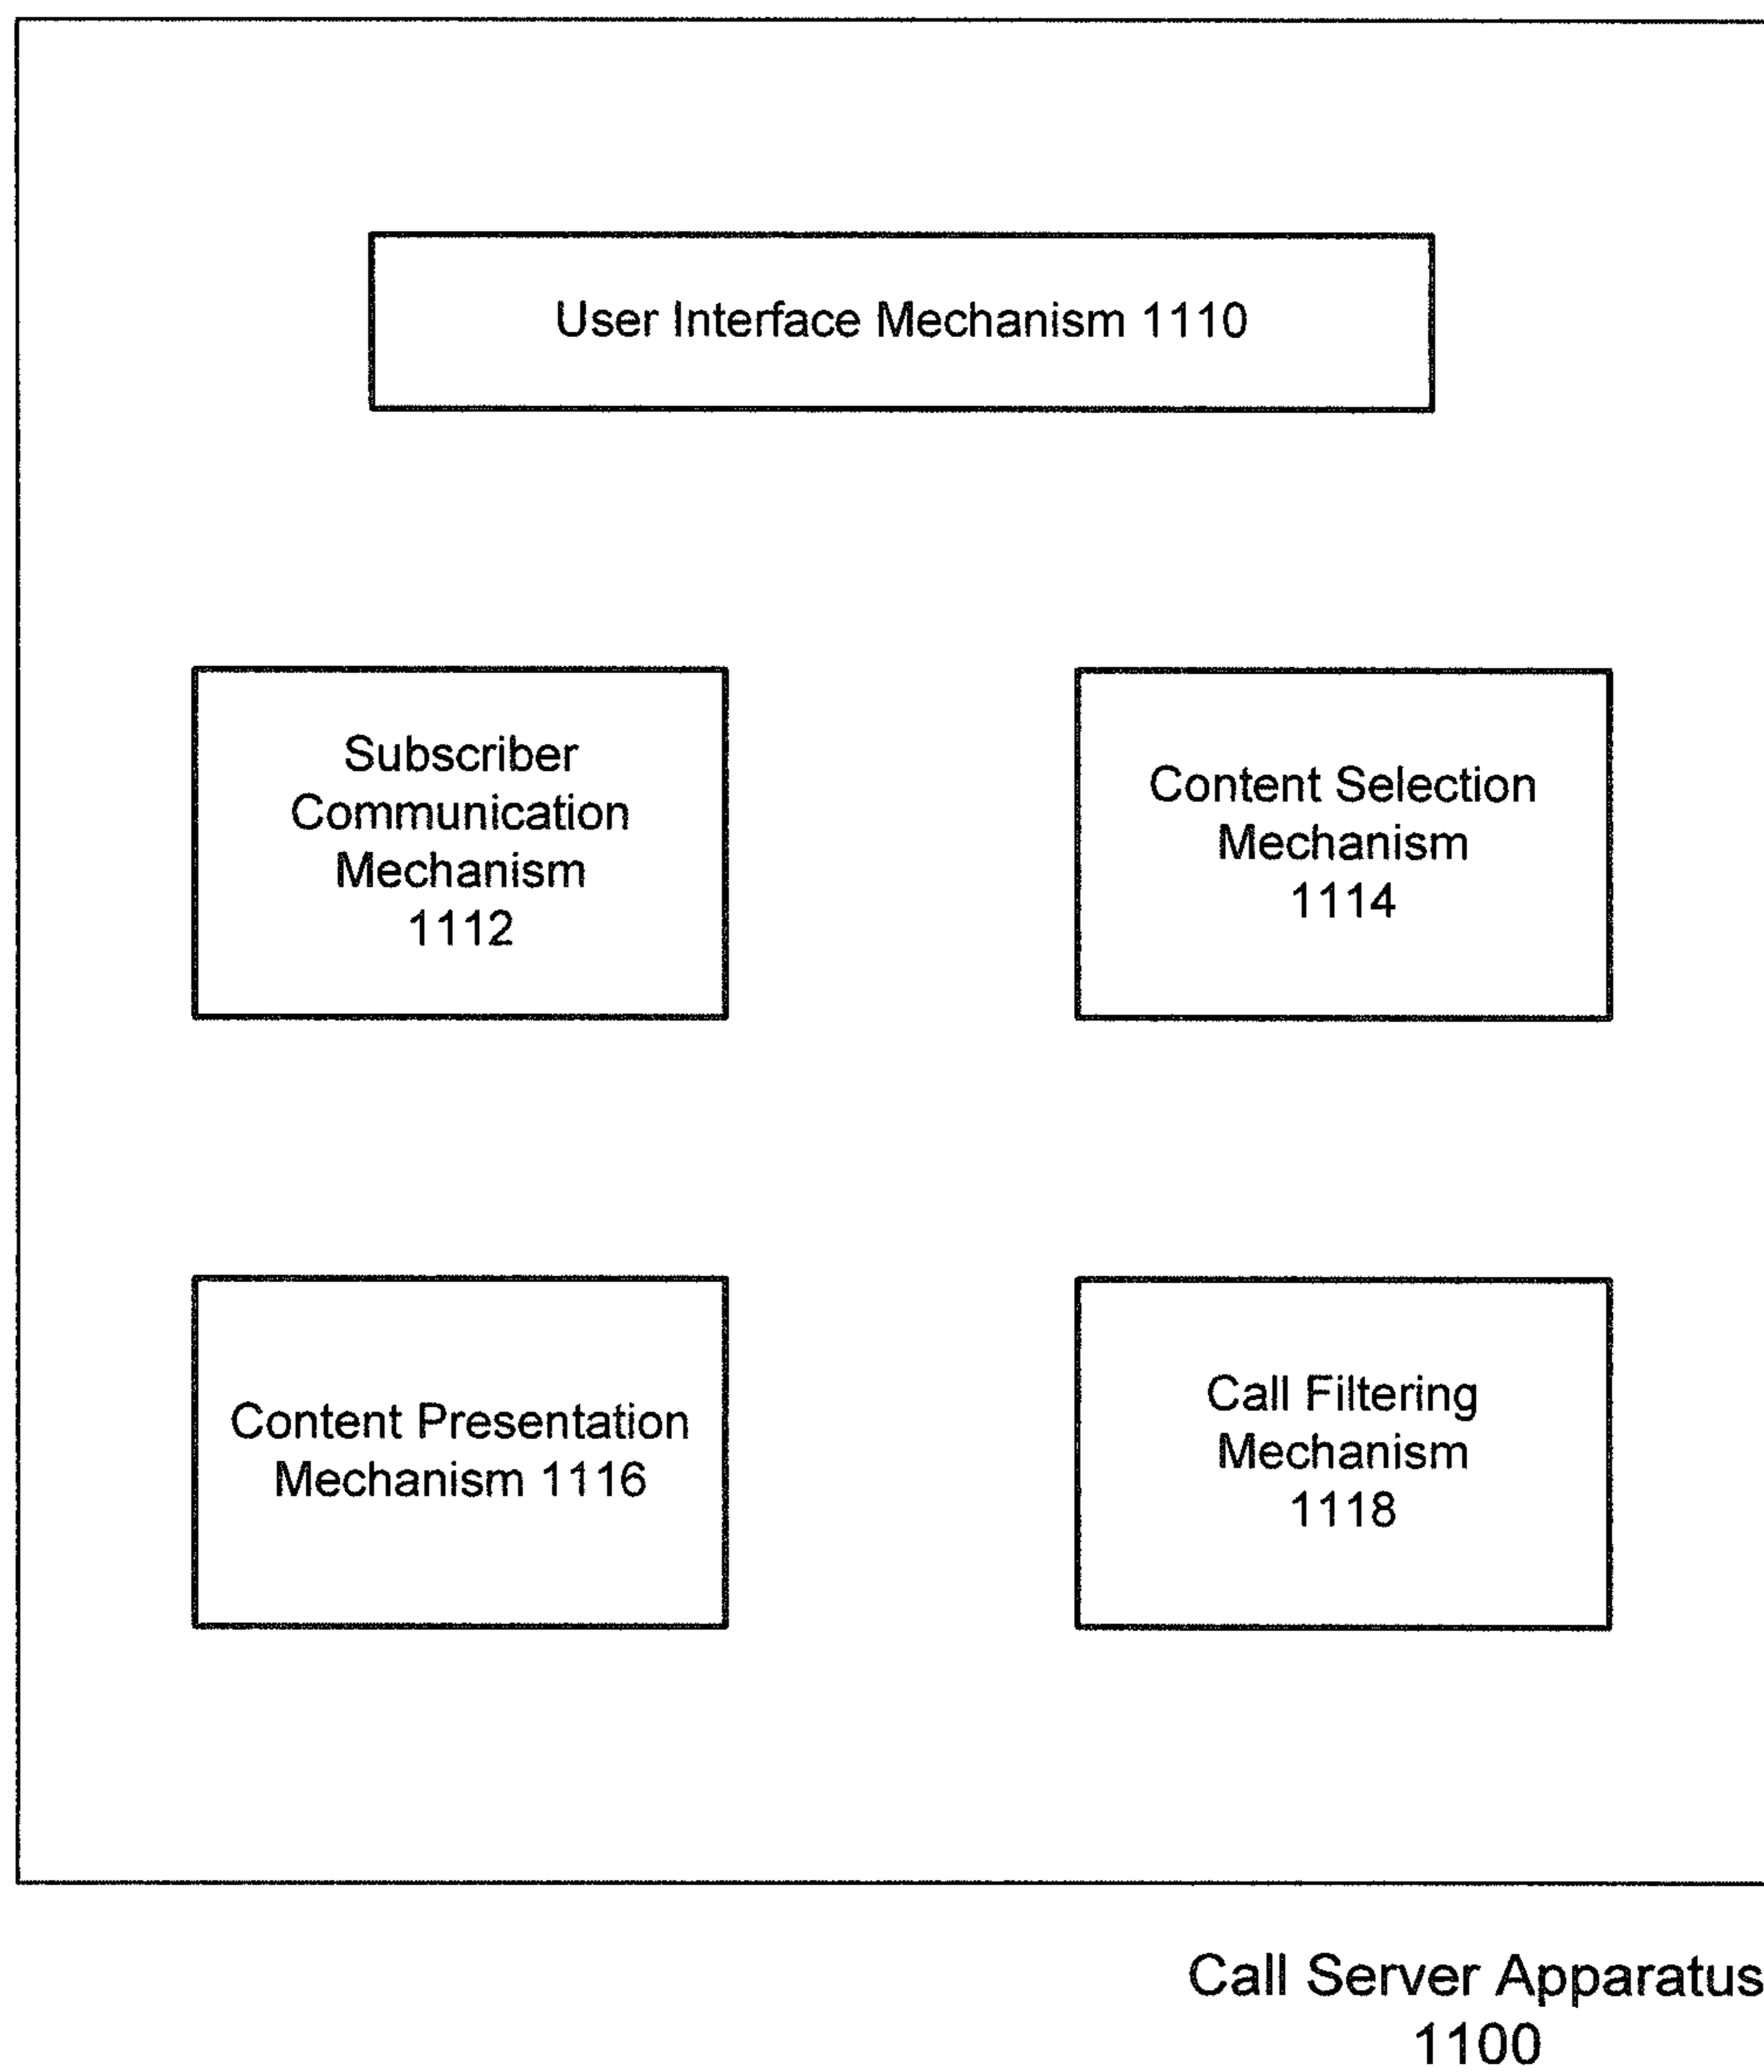 User Interface Mechanism 1110
Subscriber
Communication
Mechanism
1112
Content Selection
Mechanism
1114
Content Presentation
Mechanism 1116
Call Filtering
Mechanism
1118
Call Server Apparatus
1100